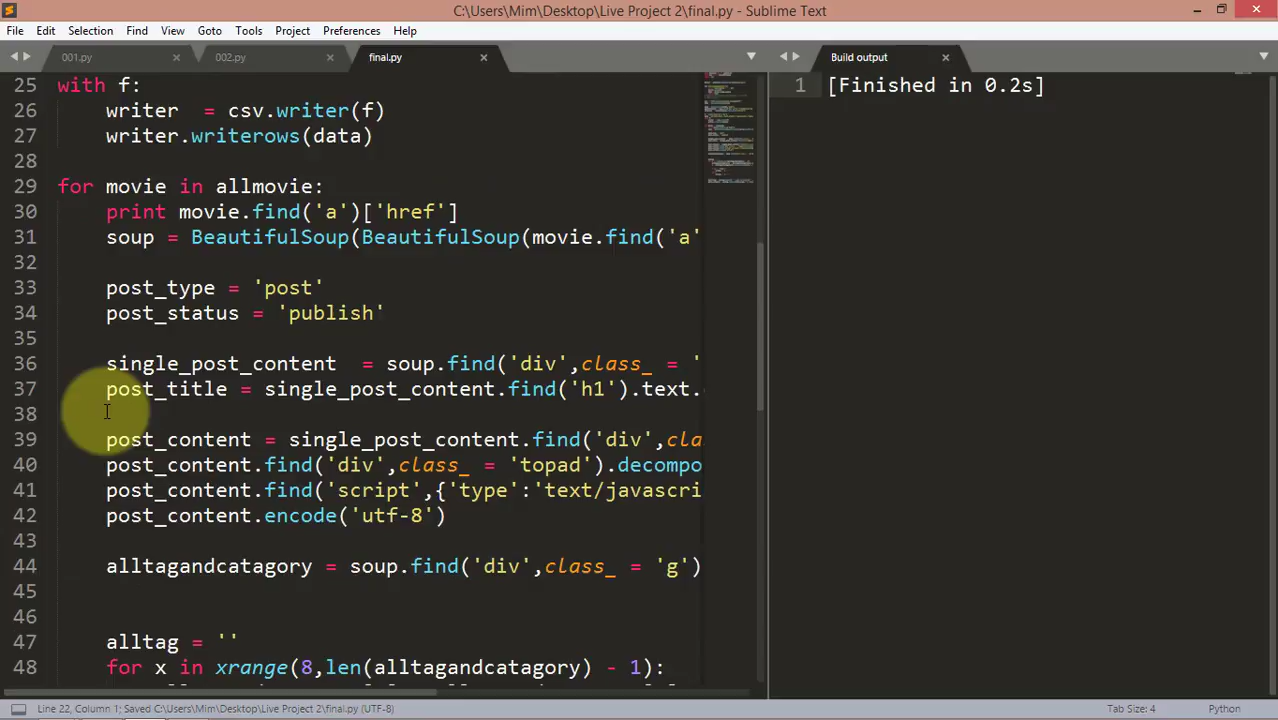 C:\Users\Mim\Desktop\Live Project 2\final.py - Sublime Text
File Edit Selection Find View Goto Tools Project Preferences Help
001.py × 002.py × final.py × Build output ×
25 with f:
26 writer  = csv.writer(f)
27 writer.writerows(data)
28
29 for movie in allmovie:
30 print movie.find('a')['href']
31 soup = BeautifulSoup(BeautifulSoup(movie.find('a'
32
33 post_type = 'post'
34 post_status = 'publish'
35
36 single_post_content  = soup.find('div',class_ = '
37 post_title = single_post_content.find('h1').text.
38
39 post_content = single_post_content.find('div',cla
40 post_content.find('div',class_ = 'topad').decompo
41 post_content.find('script',{'type':'text/javascri
42 post_content.encode('utf-8')
43
44 alltagandcatagory = soup.find('div',class_ = 'g')
45
46
47 alltag = ''
48 for x in xrange(8,len(alltagandcatagory) - 1):
1 [Finished in 0.2s]
Line 22, Column 1; Saved C:\Users\Mim\Desktop\Live Project 2\final.py (UTF-8) Tab Size: 4 Python